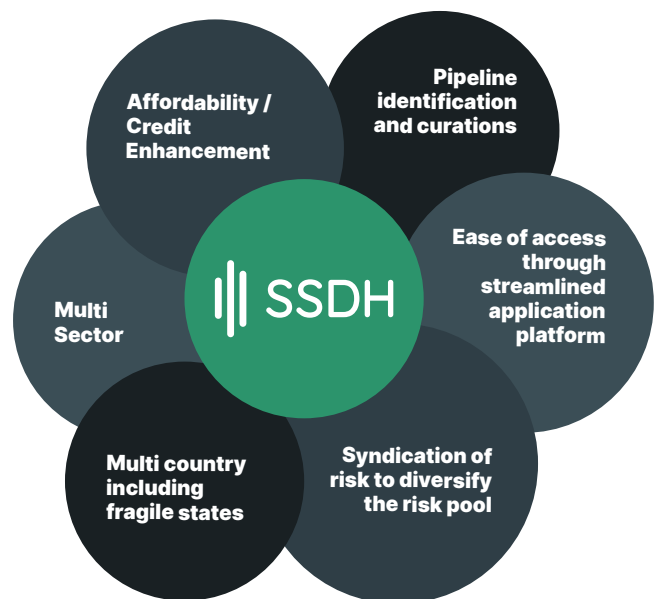 Affordability /
Credit
Enhancement
Pipeline
identification
and curations
Ease of access
through
streamlined
application
platform
SSDH
Multi
Sector
Multi country
including
fragile states
Syndication of
risk to diversify
the risk pool